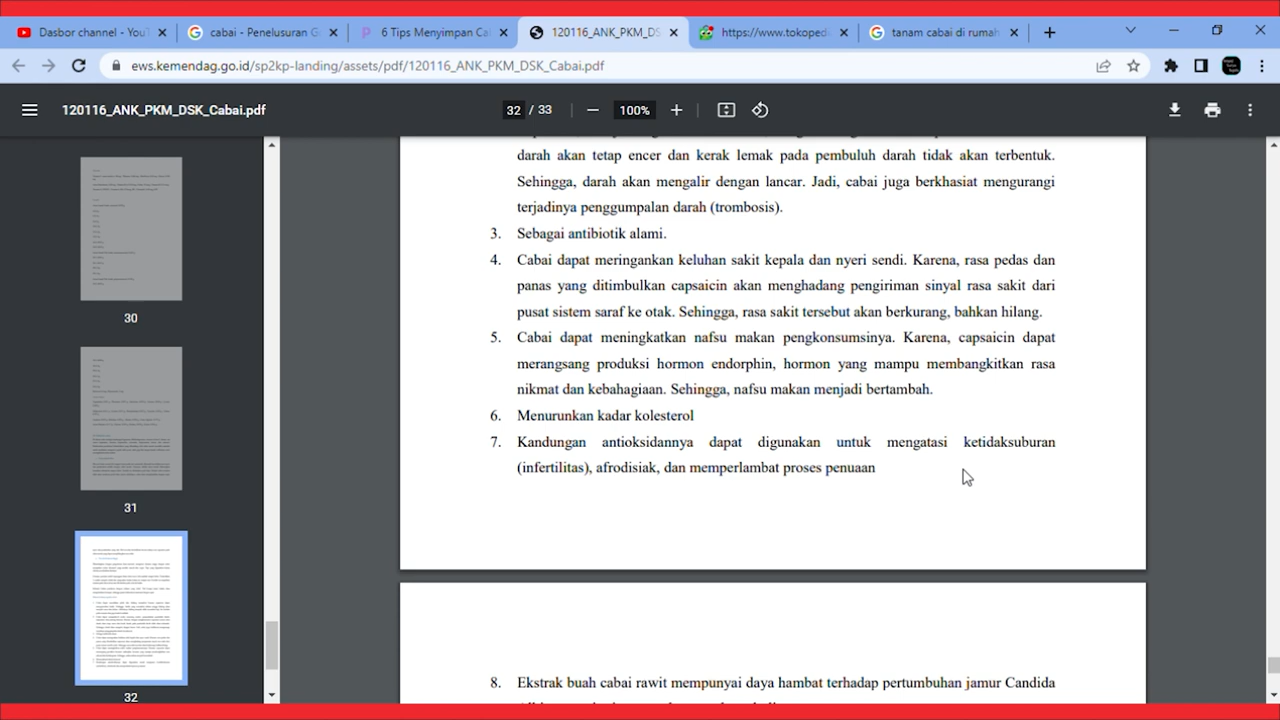 Dasbor channel - You
cabai - Penelusuran G
6 Tips Menyimpan Ca
120116_ANK_PKM_DS
https://www.tokoped
tanam cabai di rumah
ews.kemendag.go.id/sp2kp-landing/assets/pdf/120116_ANK_PKM_DSK_Cabai.pdf
120116_ANK_PKM_DSK_Cabai.pdf
32 / 33
100%
30
31
32
darah akan tetap encer dan kerak lemak pada pembuluh darah tidak akan terbentuk.
Sehingga, darah akan mengalir dengan lancar. Jadi, cabai juga berkhasiat mengurangi
terjadinya penggumpalan darah (trombosis).
3. Sebagai antibiotik alami.
4. Cabai dapat meringankan keluhan sakit kepala dan nyeri sendi. Karena, rasa pedas dan
panas yang ditimbulkan capsaicin akan menghadang pengiriman sinyal rasa sakit dari
pusat sistem saraf ke otak. Sehingga, rasa sakit tersebut akan berkurang, bahkan hilang.
5. Cabai dapat meningkatkan nafsu makan pengkonsumsinya. Karena, capsaicin dapat
merangsang produksi hormon endorphin, hormon yang mampu membangkitkan rasa
nikmat dan kebahagiaan. Sehingga, nafsu makan menjadi bertambah.
6. Menurunkan kadar kolesterol
7. Kandungan antioksidannya dapat digunakan untuk mengatasi ketidaksuburan
(infertilitas), afrodisiak, dan memperlambat proses penuaan
8. Ekstrak buah cabai rawit mempunyai daya hambat terhadap pertumbuhan jamur Candida